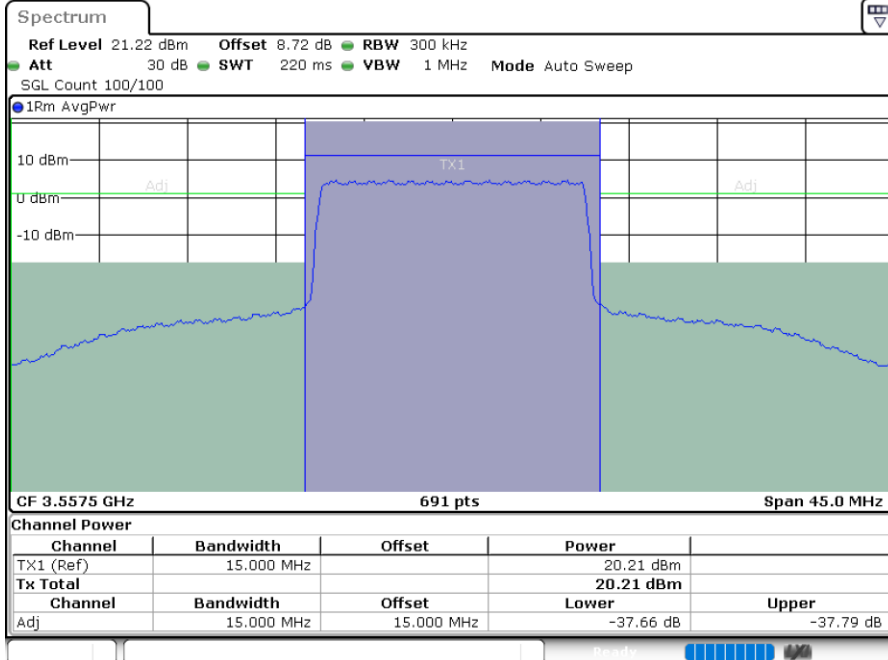 Spectrum
Ref Level 21.22 dBm Offset 8.72 dB RBW 300 kHz
Att 30 dB SWT 220 ms VBW 1 MHz Mode Auto Sweep
SGL Count 100/100
1Rm AvgPwr
10 dBm
TX1
Adj Adj
0 dBm
-10 dBm
CF 3.5575 GHz 691 pts Span 45.0 MHz
Channel Power
Channel Bandwidth Offset Power
TX1 (Ref) 15.000 MHz 20.21 dBm
Tx Total 20.21 dBm
Channel Bandwidth Offset Lower Upper
Adj 15.000 MHz 15.000 MHz -37.66 dB -37.79 dB
Ready